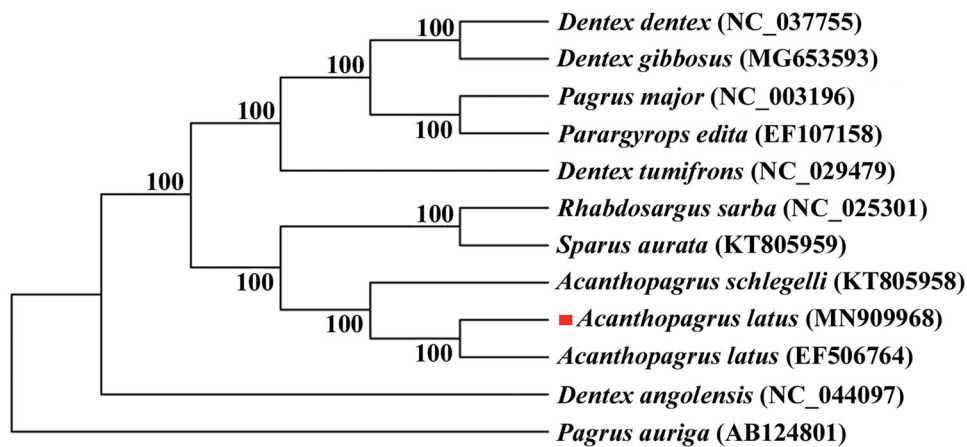 Dentex dentex (NC_037755)
100
Dentex gibbosus (MG653593)
100
Pagrus major (NC_003196)
100
100
Parargyrops edita (EF107158)
Dentex tumifrons (NC_029479)
100
Rhabdosargus sarba (NC_025301)
100
Sparus aurata (KT805959)
100
Acanthopagrus schlegelli (KT805958)
Acanthopagrus latus (MN909968)
100
100
Acanthopagrus latus (EF506764)
Dentex angolensis (NC_044097)
Pagrus auriga (AB124801)